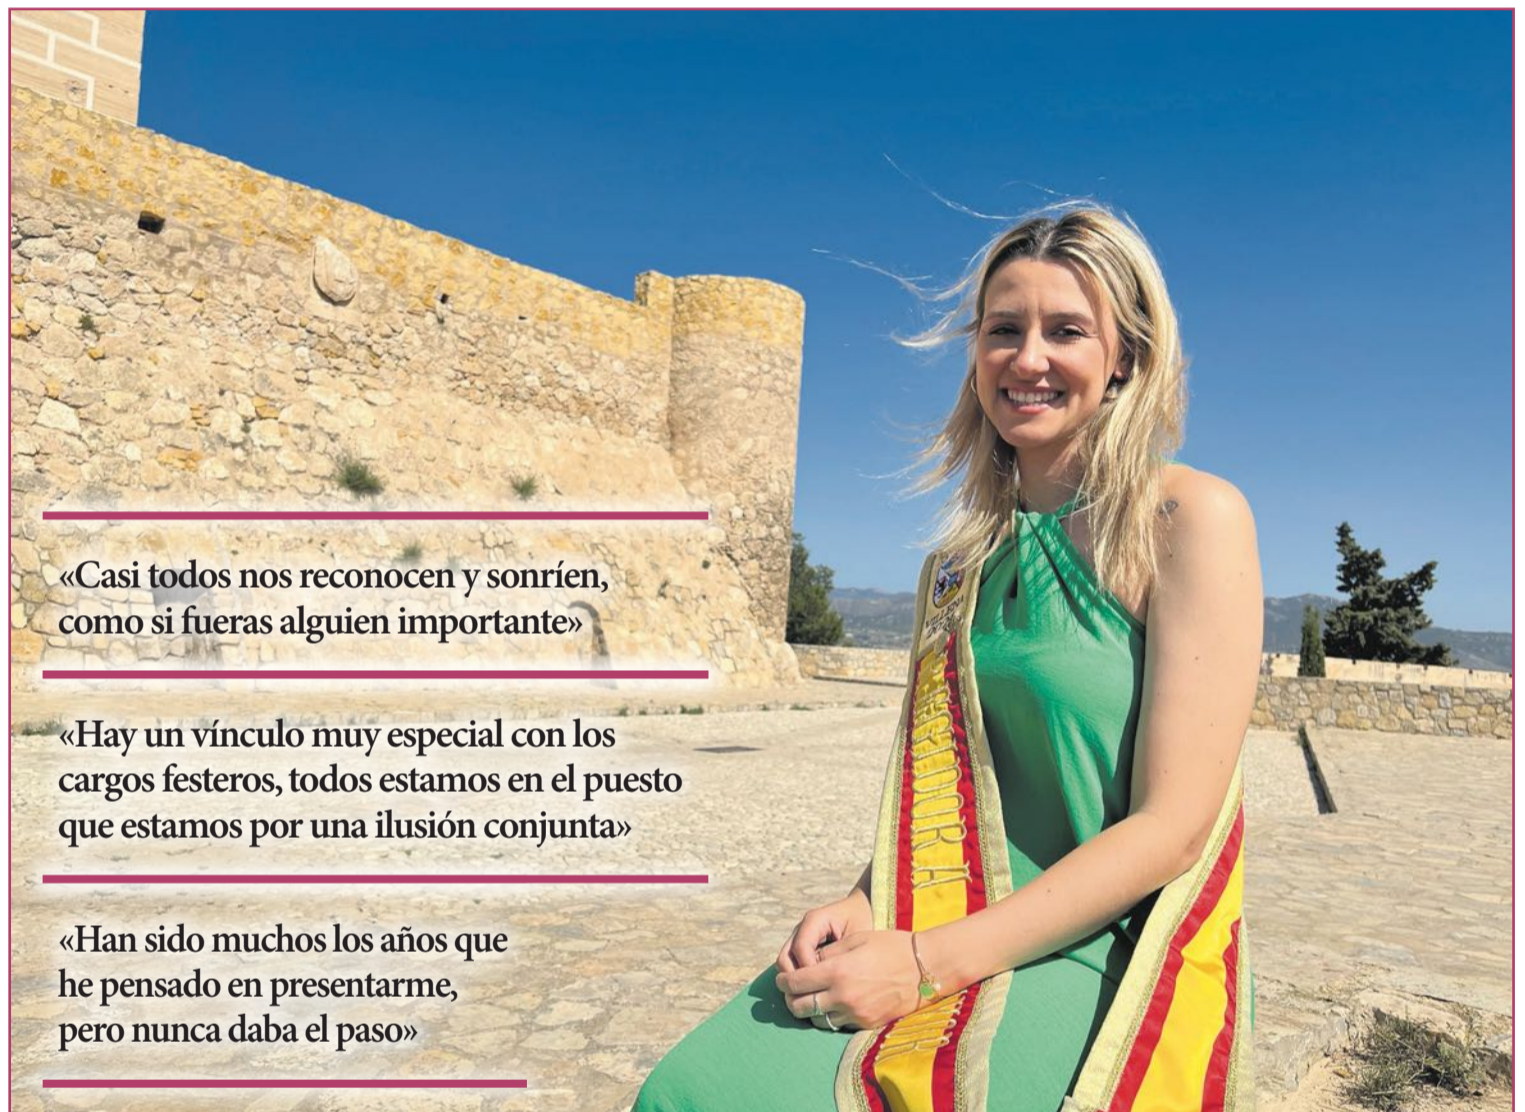 «Casi todos nos reconocen y sonríen,
como si fueras alguien importante»
«Hay un vínculo muy especial con los
cargos festeros, todos estamos en el puesto
que estamos por una ilusión conjunta»
«Han sido muchos los años que
he pensado en presentarme,
pero nunca daba el paso»